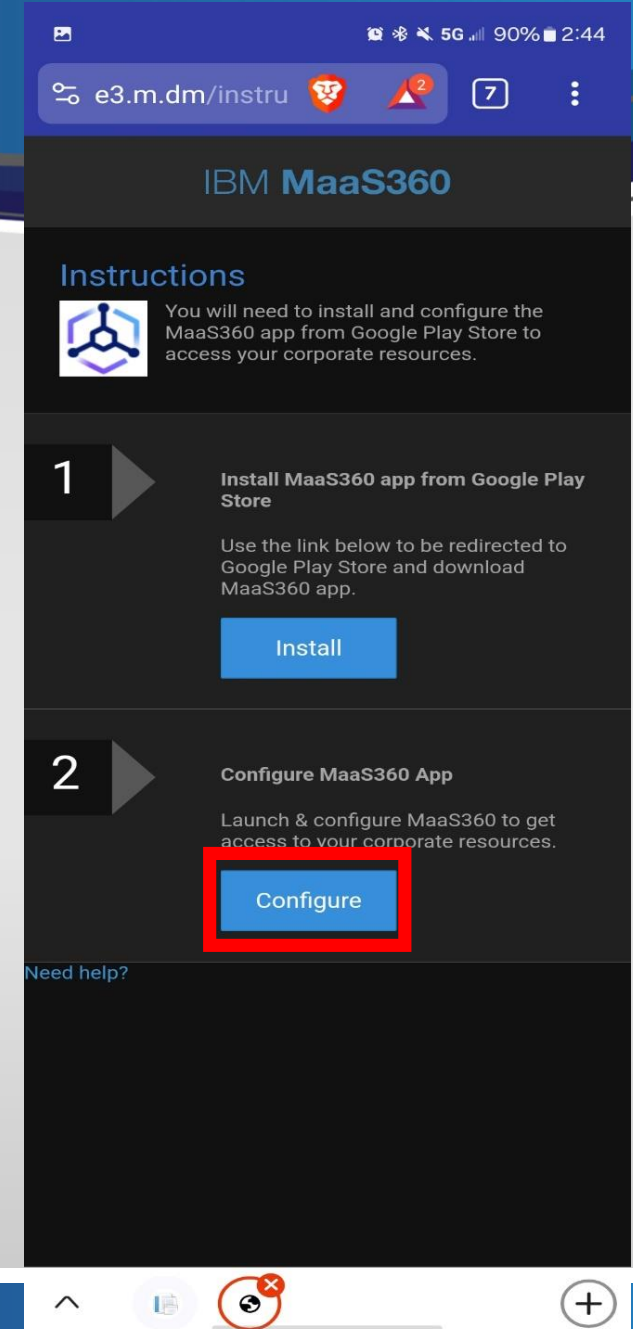 5G 90% 2:44
e3.m.dm/instru 2 7
IBM MaaS360
Instructions
You will need to install and configure the
MaaS360 app from Google Play Store to
access your corporate resources.
1
Install MaaS360 app from Google Play
Store
Use the link below to be redirected to
Google Play Store and download
MaaS360 app.
Install
2
Configure MaaS360 App
Launch & configure MaaS360 to get
access to your corporate resources.
Configure
Need help?